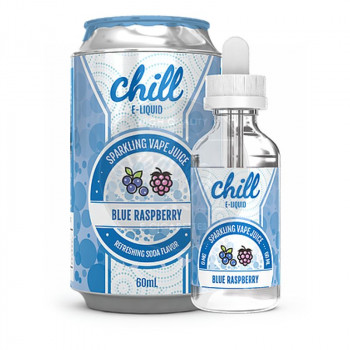 chill
E-LIQUID
SPARKLING VAPE JUICE
BLUE RASPBERRY
REFRESHING SODA FLAVOR
60mL
chill
E-LIQUID
SPARKLING VAPE JUICE
BLUE RASPBERRY